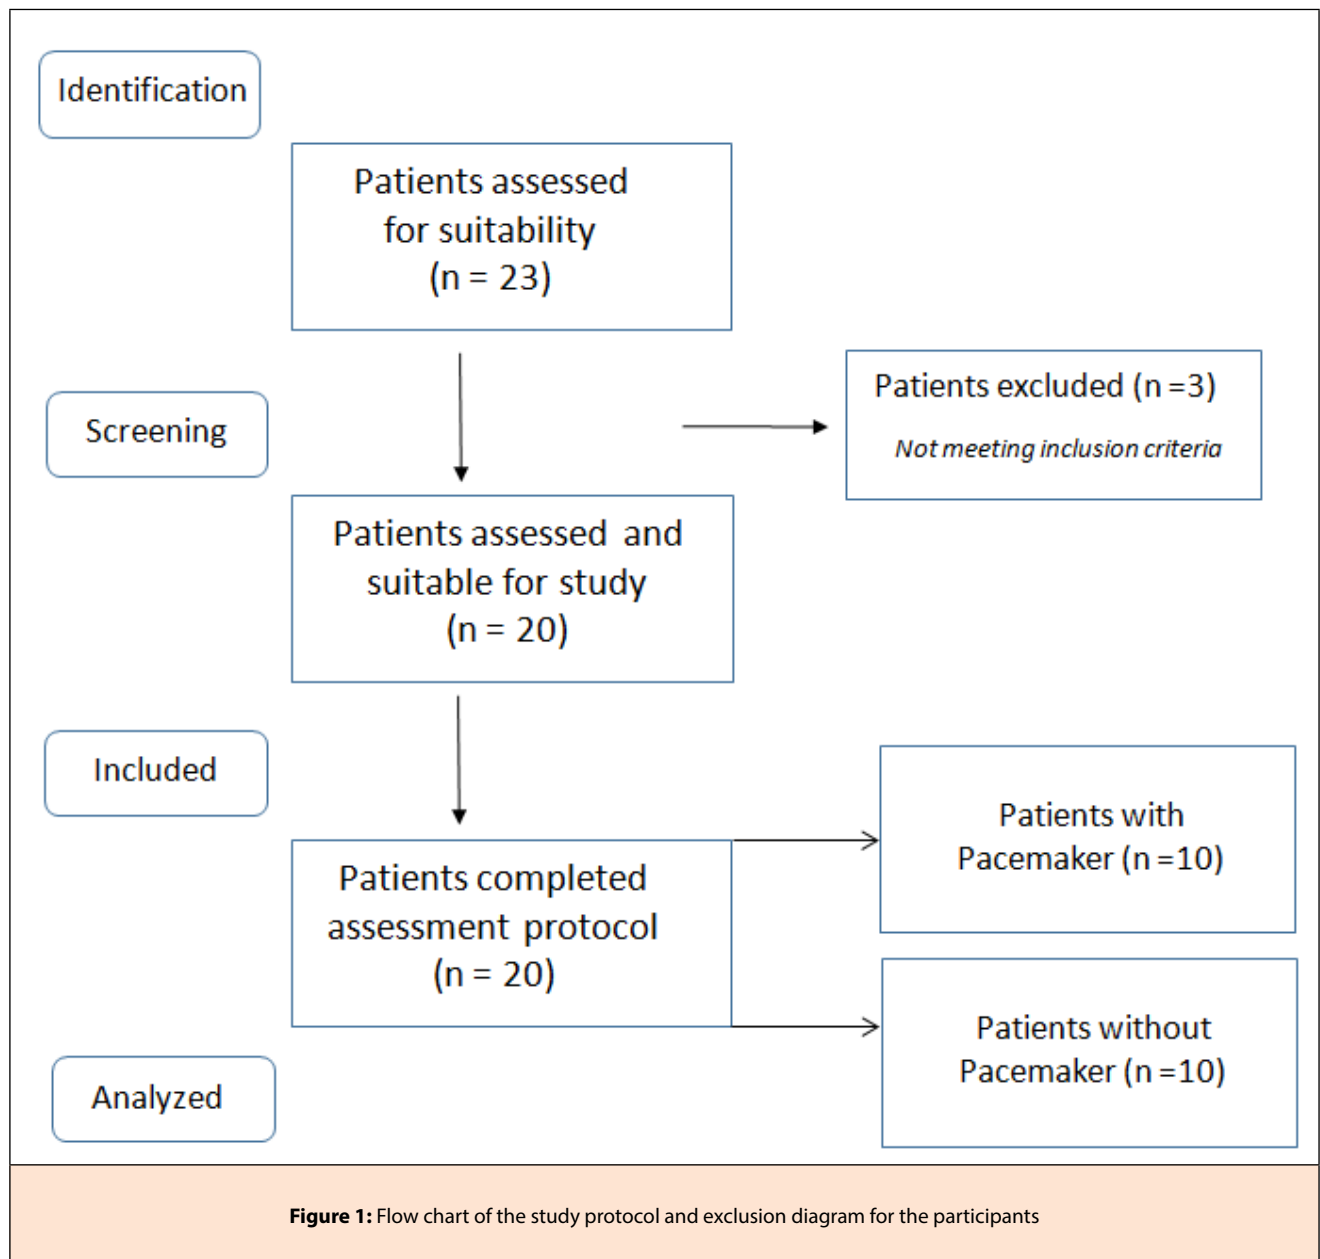 Identification
Patients assessed
for suitability
(n = 23)
Patients excluded (n =3)
Not meeting inclusion criteria
Screening
Patients assessed and
suitable for study
(n = 20)
Included
Patients with
Pacemaker (n =10)
Patients completed
assessment protocol
(n = 20)
Patients without
Pacemaker (n =10)
Analyzed
Figure 1: Flow chart of the study protocol and exclusion diagram for the participants